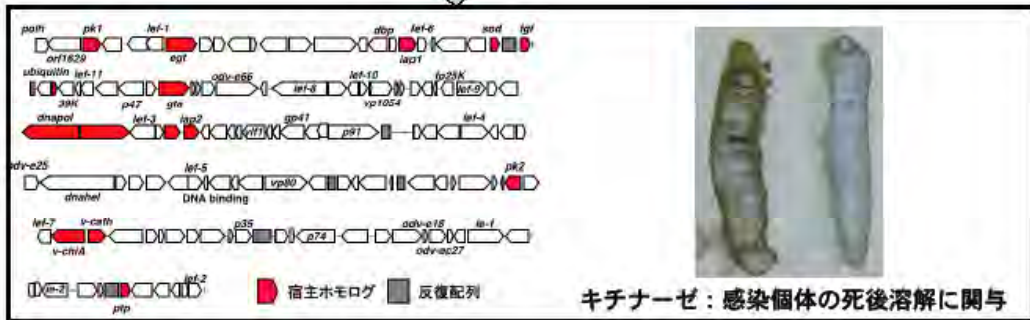 polh pk1 lef-1 dbp lef-6 sod fgf
orf1629 egt iap1
ubiquitin lef-11 odv-e66 lef-8 lef-10 fp25K lef-9
39K p47 gta vp1054
dnapol lef-3 iap2 vlf1 gp41 p91 lef-4
odv-e25 lef-5 vp80 pk2
dnahel DNA binding
lef-7 v-cath p35 p74 odv-e18 ie-1
v-chiA odv-ec27
ie-2 lef-2
ptp
宿主ホモログ 反復配列
キチナーゼ：感染個体の死後溶解に関与